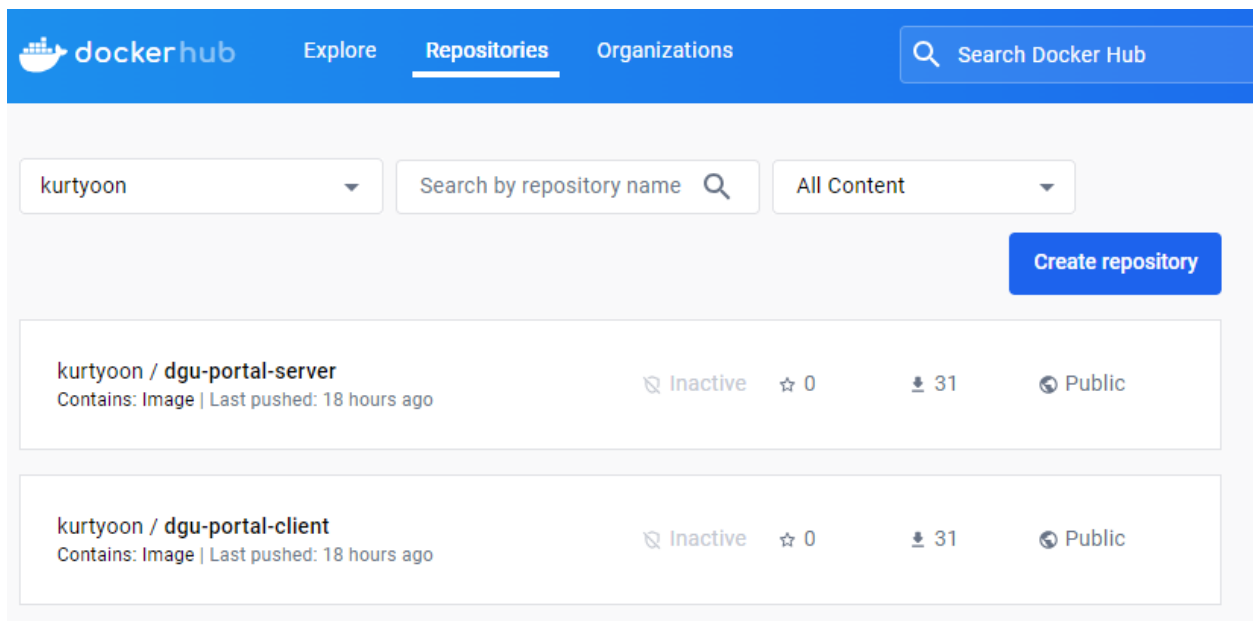 dockerhub Explore Repositories Organizations Search Docker Hub
kurtyoon Search by repository name All Content
Create repository
kurtyoon / dgu-portal-server
Contains: Image | Last pushed: 18 hours ago
Inactive 0 31 Public
kurtyoon / dgu-portal-client
Contains: Image | Last pushed: 18 hours ago
Inactive 0 31 Public